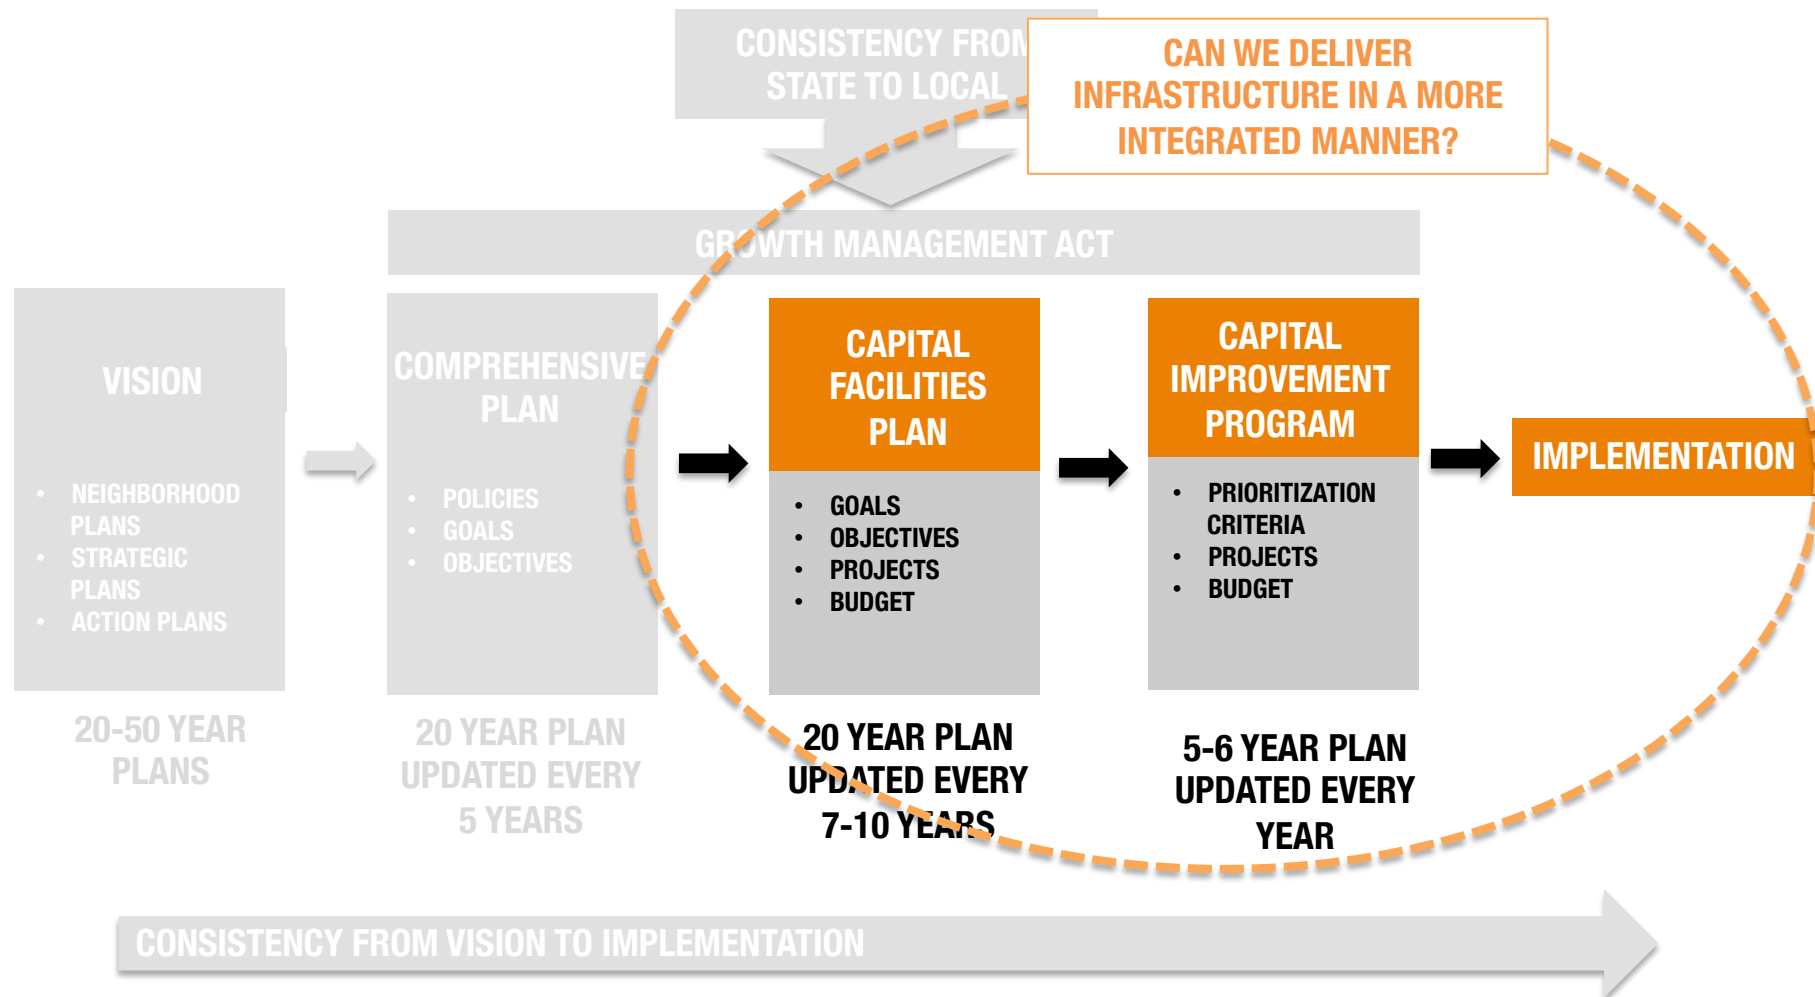 CONSISTENCY FROM
STATE TO LOCAL
CAN WE DELIVER
INFRASTRUCTURE IN A MORE
INTEGRATED MANNER?
GROWTH MANAGEMENT ACT
VISION
• NEIGHBORHOOD
PLANS
• STRATEGIC
PLANS
• ACTION PLANS
20-50 YEAR
PLANS
COMPREHENSIVE
PLAN
• POLICIES
• GOALS
• OBJECTIVES
20 YEAR PLAN
UPDATED EVERY
5 YEARS
CAPITAL
FACILITIES
PLAN
• GOALS
• OBJECTIVES
• PROJECTS
• BUDGET
20 YEAR PLAN
UPDATED EVERY
7-10 YEARS
CAPITAL
IMPROVEMENT
PROGRAM
• PRIORITIZATION
CRITERIA
• PROJECTS
• BUDGET
5-6 YEAR PLAN
UPDATED EVERY
YEAR
IMPLEMENTATION
CONSISTENCY FROM VISION TO IMPLEMENTATION